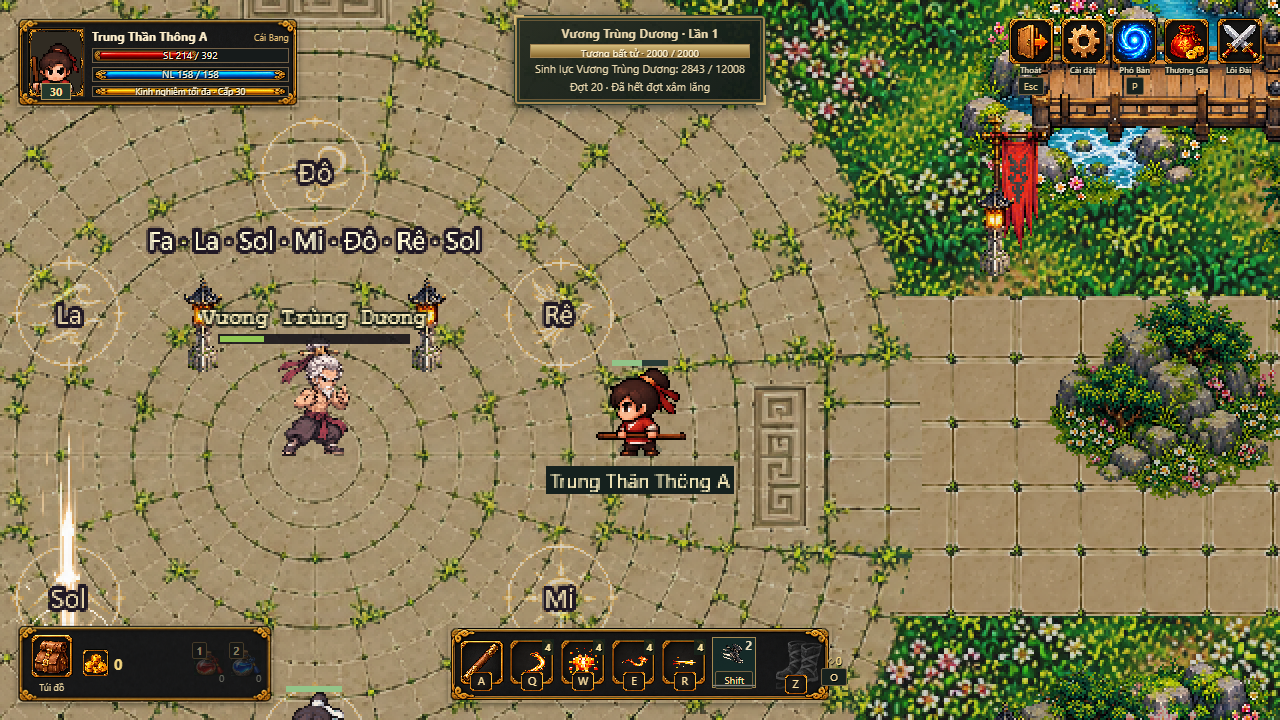 Trung Thần Thông A
Cái Bang
SL 214 / 392
NL 158 / 158
Kinh nghiệm tối đa - Cấp 30
30
Vương Trùng Dương · Lần 1
Tượng bất tử · 2000 / 2000
Sinh lực Vương Trùng Dương: 2843 / 12008
Đợt 20 · Đã hết đợt xâm lăng
Thoát
Cài đặt
Phó Bản
Thương Gia
Lôi Đài
Esc
P
Đô
Fa · La · Sol · Mi · Đô · Rê · Sol
La
Rê
Vương Trùng Dương
Trung Thần Thông A
Sol
Mi
Túi đồ
0
1
0
2
0
A
4
Q
4
W
4
E
4
R
2
Shift
Z
0
O